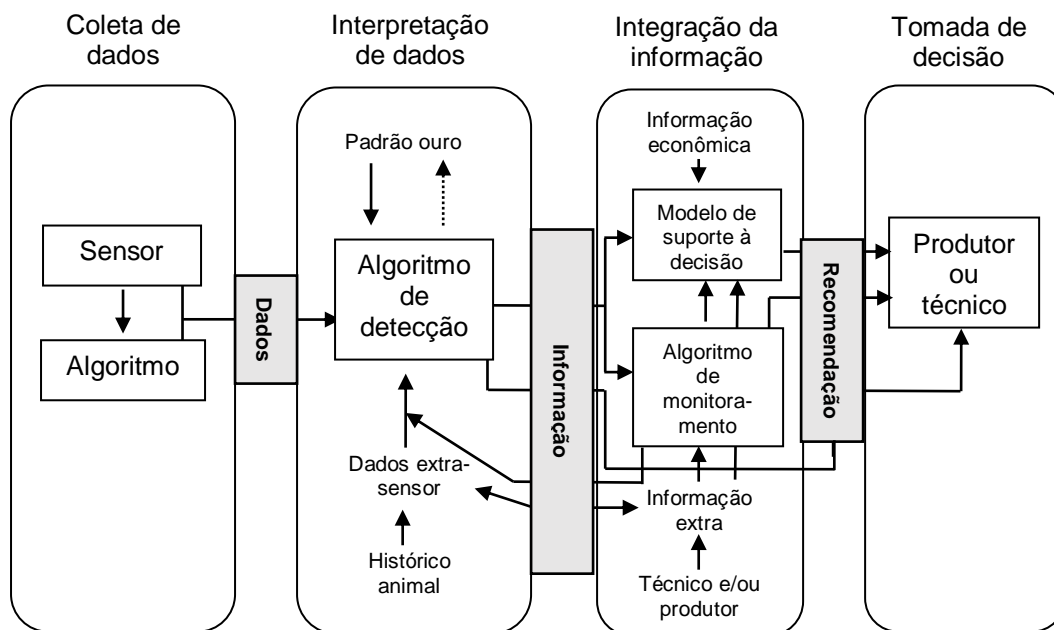 Coleta de
dados
Interpretação
de dados
Integração da
informação
Tomada de
decisão
Sensor
Algoritmo
Dados
Padrão ouro
Algoritmo
de
detecção
Dados extra-
sensor
Histórico
animal
Informação
Informação
econômica
Modelo de
suporte à
decisão
Algoritmo
de
monitora-
mento
Informação
extra
Técnico e/ou
produtor
Recomendação
Produtor
ou
técnico